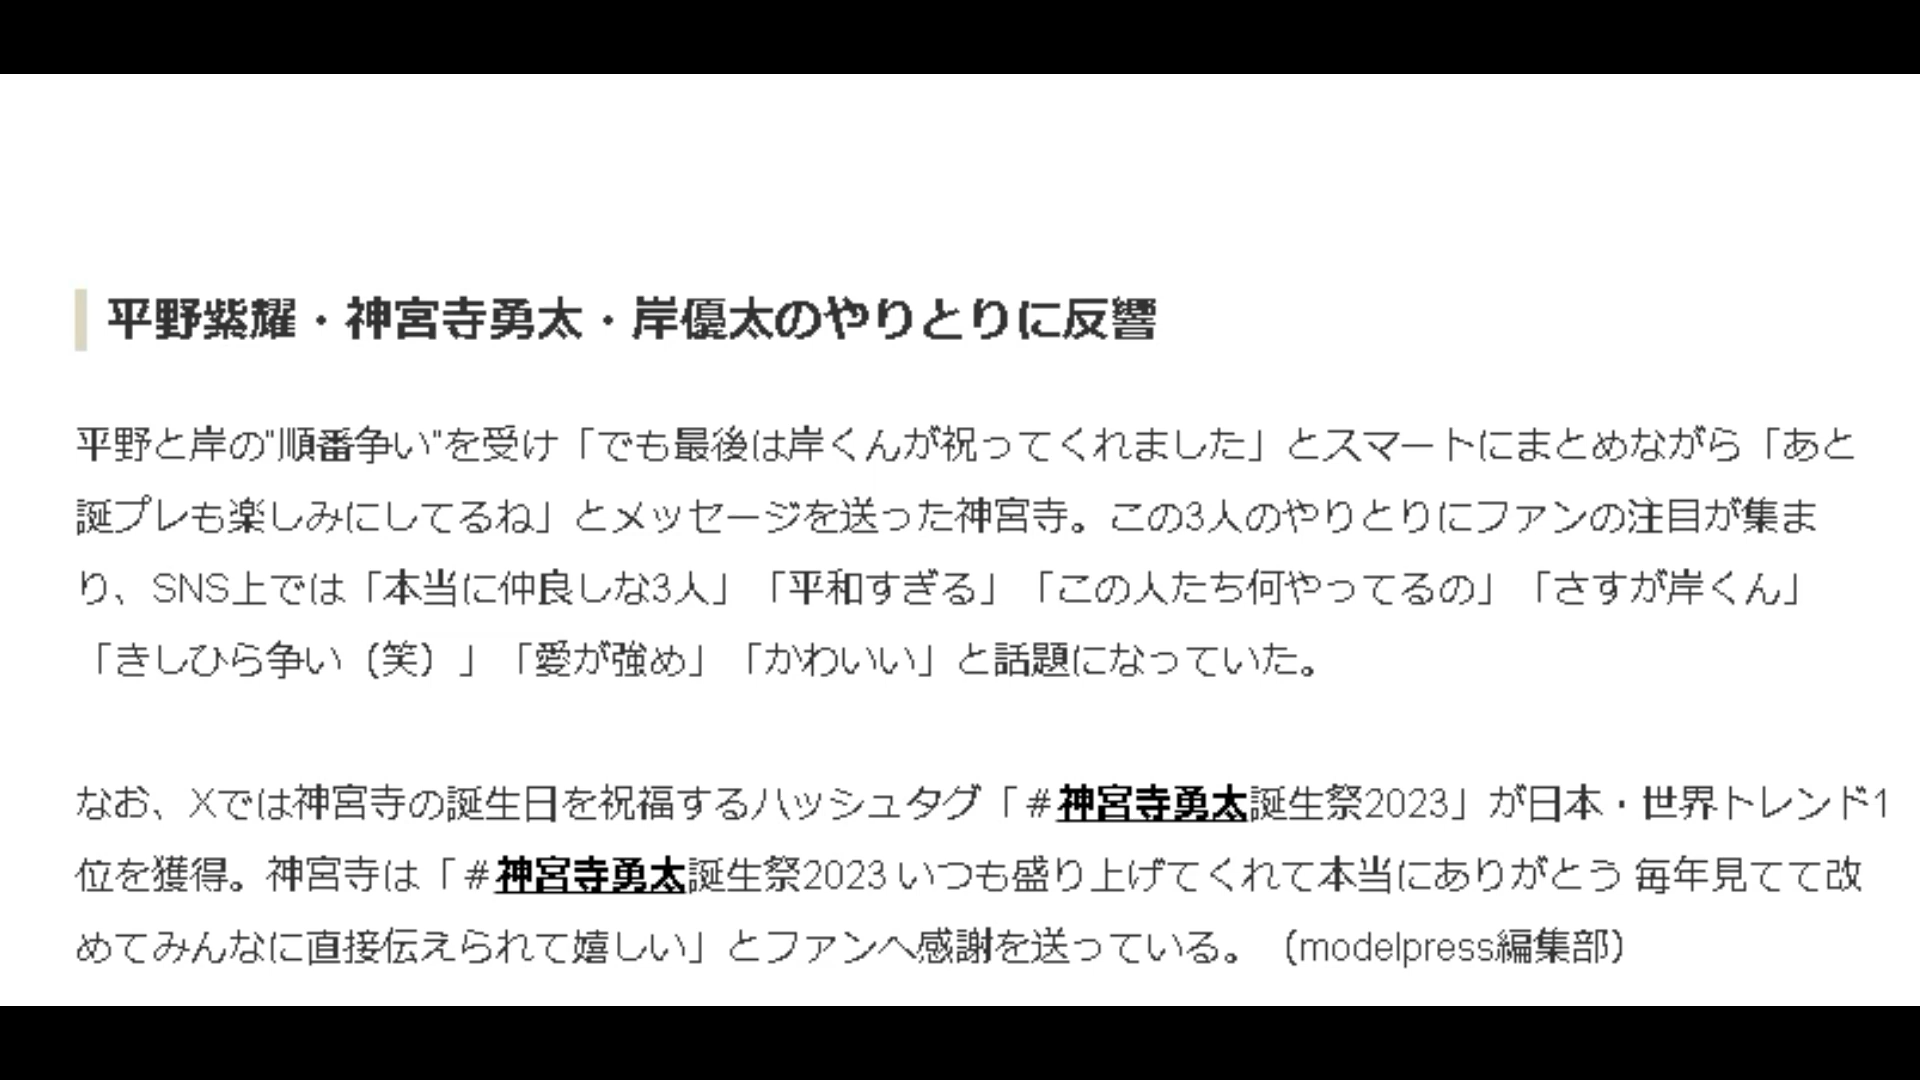 平野紫耀・神宮寺勇太・岸優太のやりとりに反響
平野と岸の"順番争い"を受け「でも最後は岸くんが祝ってくれました」とスマートにまとめながら「あと
誕プレも楽しみにしてるね」とメッセージを送った神宮寺。この3人のやりとりにファンの注目が集ま
り、SNS上では「本当に仲良しな3人」「平和すぎる」「この人たち何やってるの」「さすが岸くん」
「きしひら争い（笑）」「愛が強め」「かわいい」と話題になっていた。
なお、Xでは神宮寺の誕生日を祝福するハッシュタグ「＃神宮寺勇太誕生祭2023」が日本・世界トレンド1
位を獲得。神宮寺は「＃神宮寺勇太誕生祭2023 いつも盛り上げてくれて本当にありがとう 毎年見てて改
めてみんなに直接伝えられて嬉しい」とファンへ感謝を送っている。（modelpress編集部）